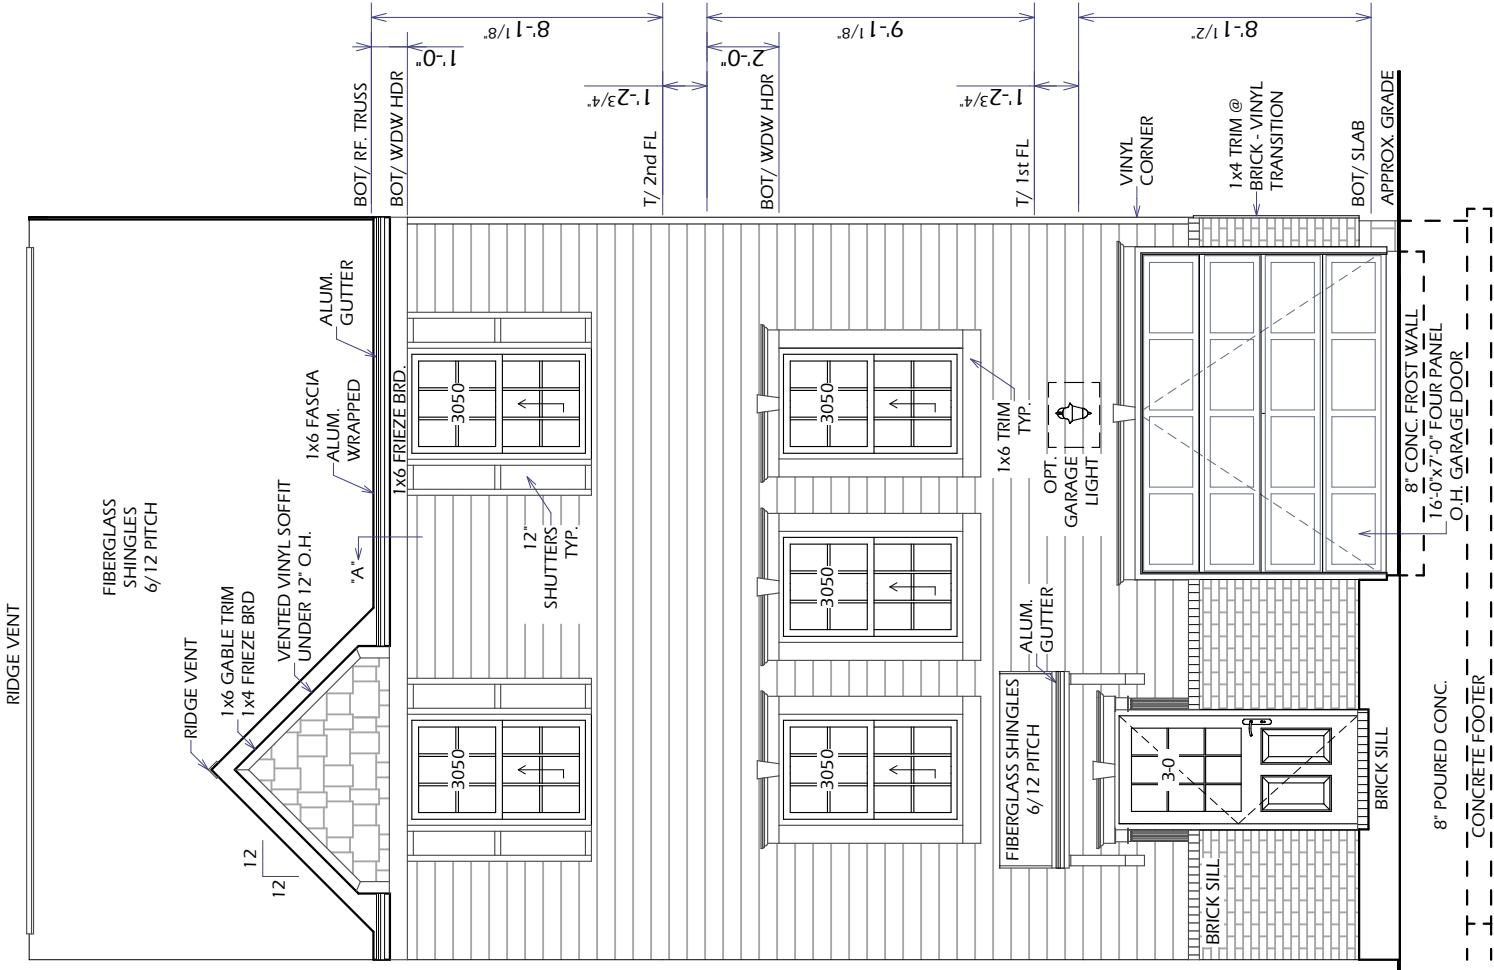 RIDGE VENT
FIBERGLASS
SHINGLES
6/12 PITCH
RIDGE VENT
1x6 GABLE TRIM
1x4 FRIEZE BRD
VENTED VINYL SOFFIT
UNDER 12" O.H.
1x6 FASCIA
ALUM.
WRAPPED
ALUM.
GUTTER
12
12
"A"
1x6 FRIEZE BRD.
BOT/ RF. TRUSS
BOT/ WDW HDR
1'-0"
8'-1 1/8"
3050
3050
12"
SHUTTERS
TYP.
T/ 2nd FL
1'-2 3/4"
BOT/ WDW HDR
2'-0"
9'-1 1/8"
3050
3050
3050
1x6 TRIM
TYP.
T/ 1st FL
1'-2 3/4"
FIBERGLASS SHINGLES
6/12 PITCH
ALUM.
GUTTER
OPT.
GARAGE
LIGHT
VINYL
CORNER
8'-1 1/2"
3-0
BRICK SILL
1x4 TRIM @
BRICK - VINYL
TRANSITION
BOT/ SLAB
APPROX. GRADE
BRICK SILL
8" CONC. FROST WALL
16'-0"x7'-0" FOUR PANEL
O.H. GARAGE DOOR
8" POURED CONC.
CONCRETE FOOTER